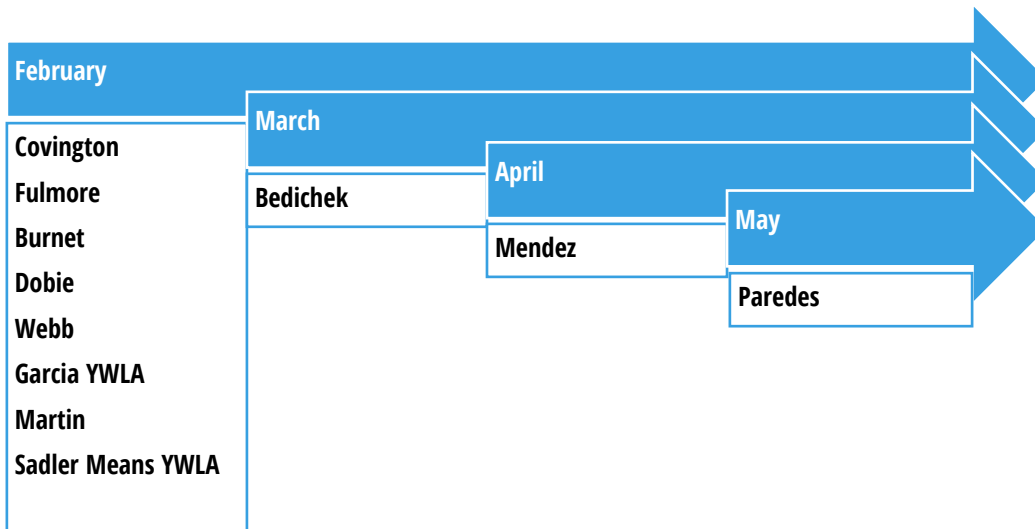 February
Covington
Fulmore
Burnet
Dobie
Webb
Garcia YWLA
Martin
Sadler Means YWLA
March
Bedichek
April
Mendez
May
Paredes